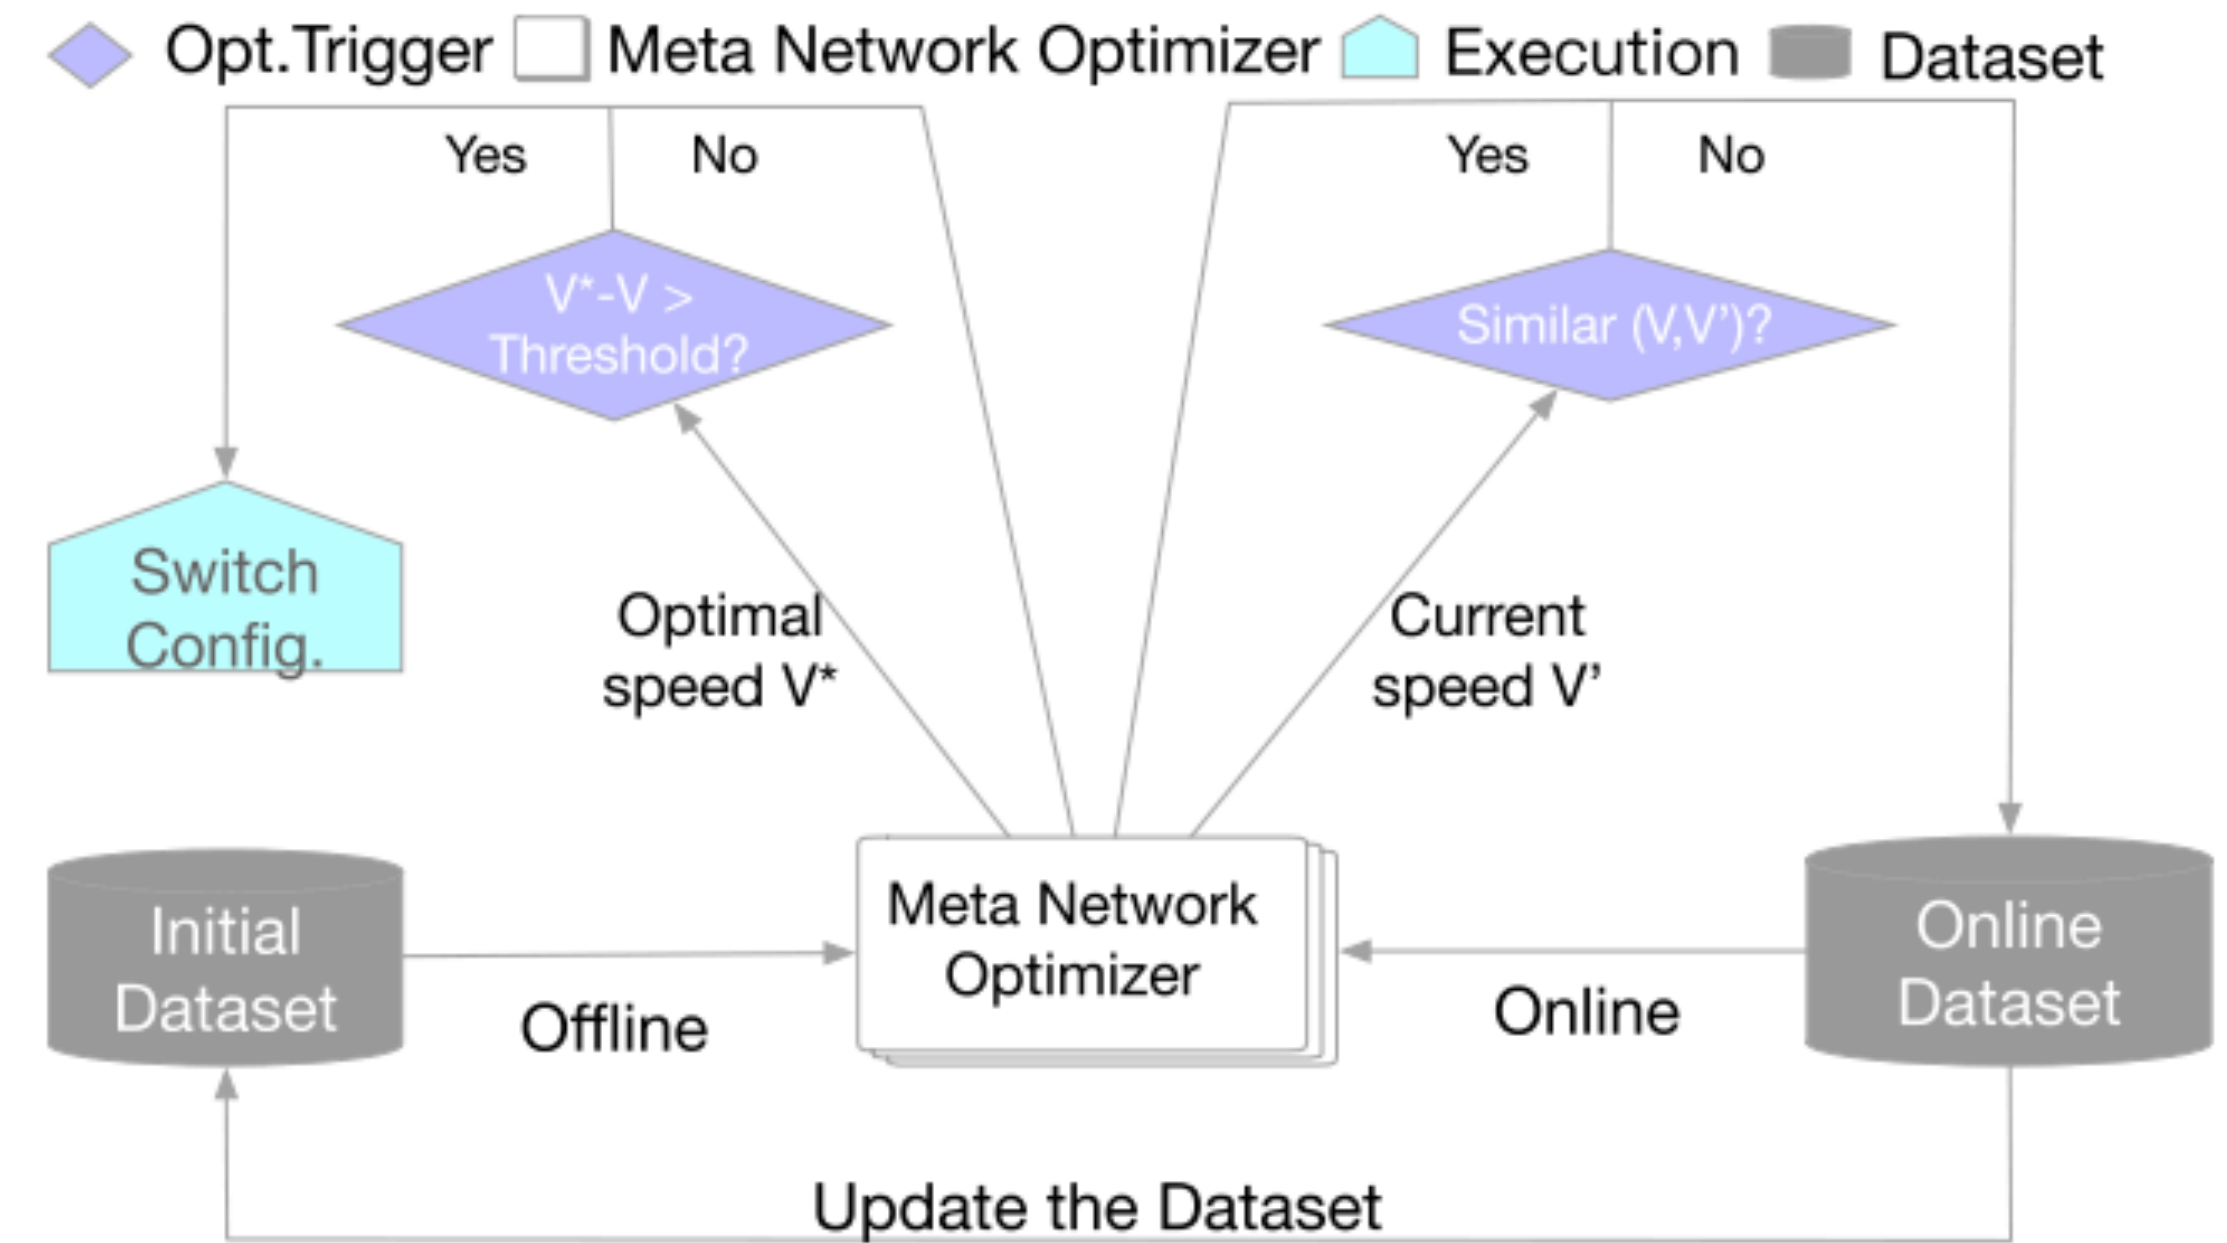 Opt.Trigger Meta Network Optimizer Execution Dataset
Yes No
Yes No
V*-V >
Threshold?
Similar (V,V’)?
Switch
Config.
Optimal
speed V*
Current
speed V’
Initial
Dataset
Offline
Meta Network
Optimizer
Online
Online
Dataset
Update the Dataset